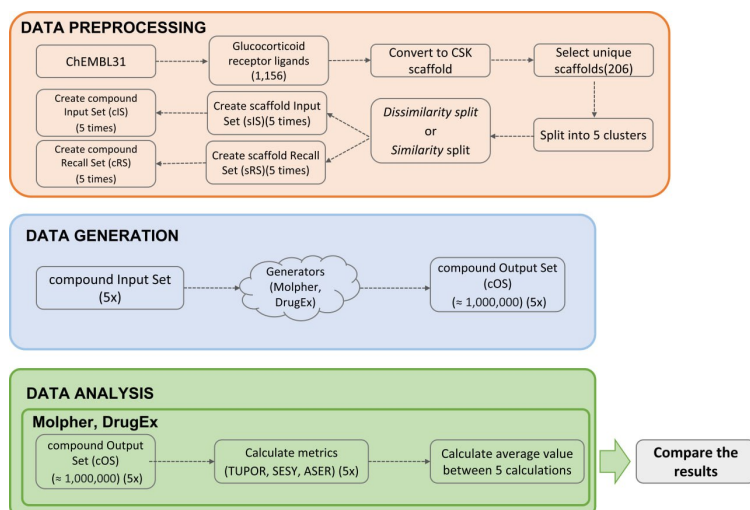 DATA PREPROCESSING
ChEMBL31
Glucocorticoid
receptor ligands
(1,156)
Convert to CSK
scaffold
Select unique
scaffolds(206)
Split into 5 clusters
Dissimilarity split
or
Similarity split
Create scaffold Input
Set (sIS)(5 times)
Create compound
Input Set (cIS)
(5 times)
Create scaffold Recall
Set (sRS)(5 times)
Create compound
Recall Set (cRS)
(5 times)
DATA GENERATION
compound Input Set
(5x)
Generators
(Molpher,
DrugEx)
compound Output Set
(cOS)
(≈ 1,000,000) (5x)
DATA ANALYSIS
Molpher, DrugEx
compound Output
Set (cOS)
(≈ 1,000,000) (5x)
Calculate metrics
(TUPOR, SESY, ASER) (5x)
Calculate average value
between 5 calculations
Compare the
results